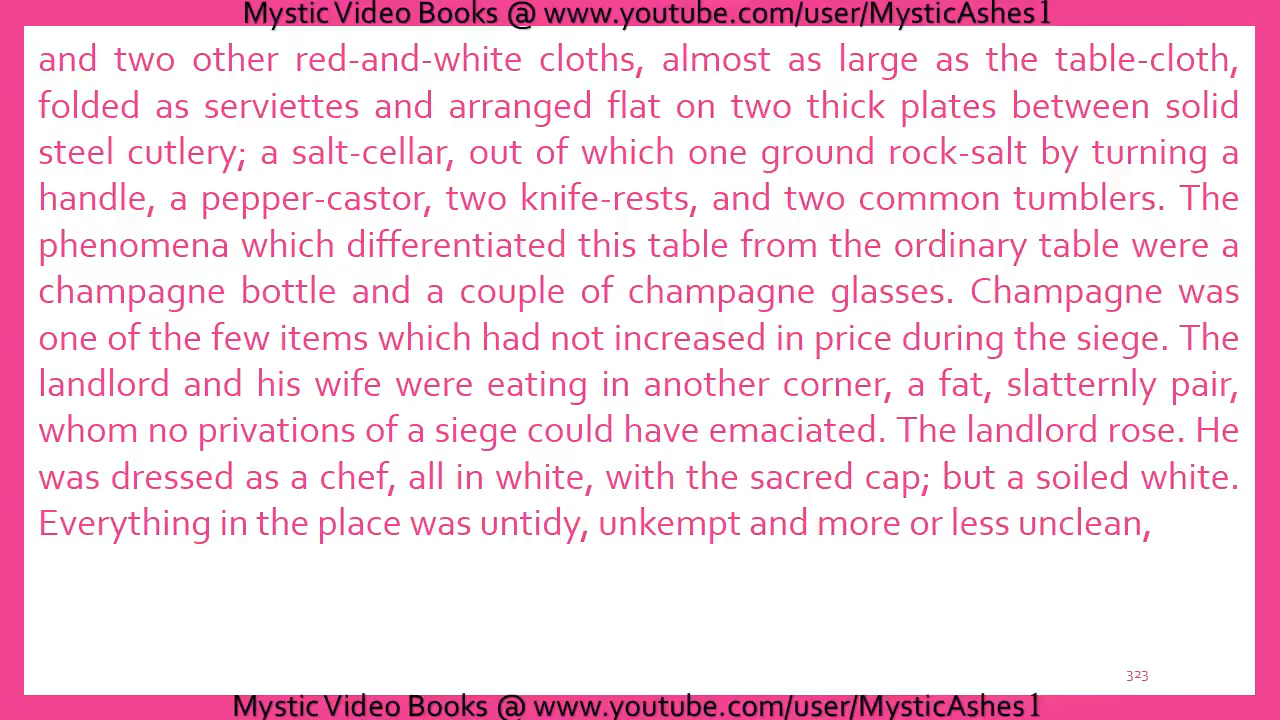 Mystic Video Books @ www.youtube.com/user/MysticAshes1
and two other red-and-white cloths, almost as large as the table-cloth,
folded as serviettes and arranged flat on two thick plates between solid
steel cutlery; a salt-cellar, out of which one ground rock-salt by turning a
handle, a pepper-castor, two knife-rests, and two common tumblers. The
phenomena which differentiated this table from the ordinary table were a
champagne bottle and a couple of champagne glasses. Champagne was
one of the few items which had not increased in price during the siege. The
landlord and his wife were eating in another corner, a fat, slatternly pair,
whom no privations of a siege could have emaciated. The landlord rose. He
was dressed as a chef, all in white, with the sacred cap; but a soiled white.
Everything in the place was untidy, unkempt and more or less unclean,
323
Mystic Video Books @ www.youtube.com/user/MysticAshes1